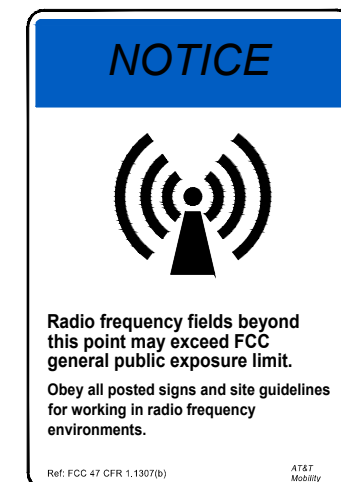 NOTICE
Radio frequency fields beyond
this point may exceed FCC
general public exposure limit.
Obey all posted signs and site guidelines
for working in radio frequency
environments.
Ref: FCC 47 CFR 1.1307(b)
AT&T
Mobility